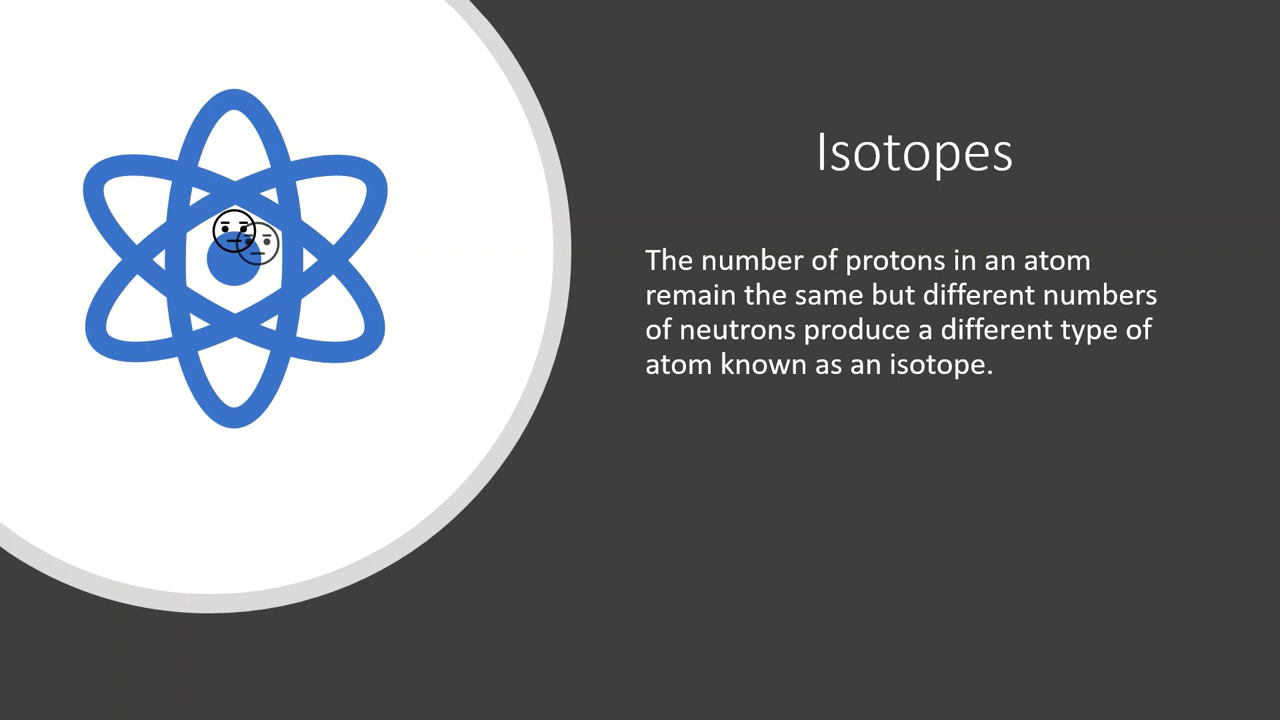 Isotopes
The number of protons in an atom
remain the same but different numbers
of neutrons produce a different type of
atom known as an isotope.